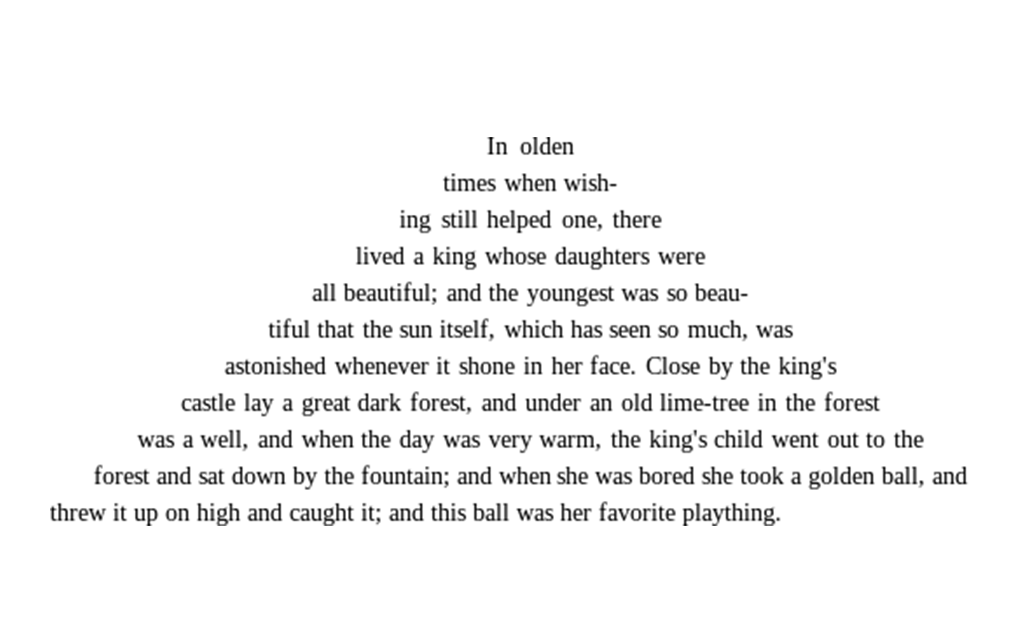 In olden
times when wish-
ing still helped one, there
lived a king whose daughters were
all beautiful; and the youngest was so beau-
tiful that the sun itself, which has seen so much, was
astonished whenever it shone in her face. Close by the king's
castle lay a great dark forest, and under an old lime-tree in the forest
was a well, and when the day was very warm, the king's child went out to the
forest and sat down by the fountain; and when she was bored she took a golden ball, and
threw it up on high and caught it; and this ball was her favorite plaything.